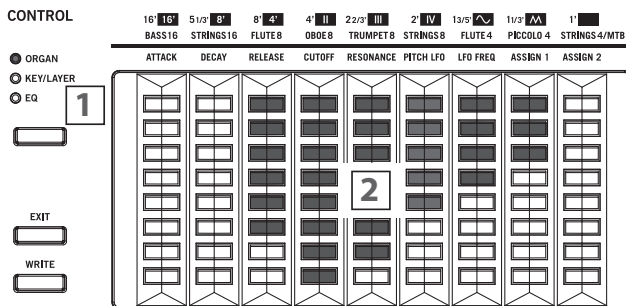 CONTROL
16' 16' 5 1/3' 8' 8' 4' 4' II 2 2/3' III 2' IV 1 3/5' 1 1/3' 1'
BASS16 STRINGS16 FLUTE8 OBOE8 TRUMPET8 STRINGS8 FLUTE4 PICCOLO4 STRINGS4/MTB
ORGAN ATTACK DECAY RELEASE CUTOFF RESONANCE PITCH LFO LFO FREQ ASSIGN 1 ASSIGN 2
KEY/LAYER
EQ
1
2
EXIT
WRITE